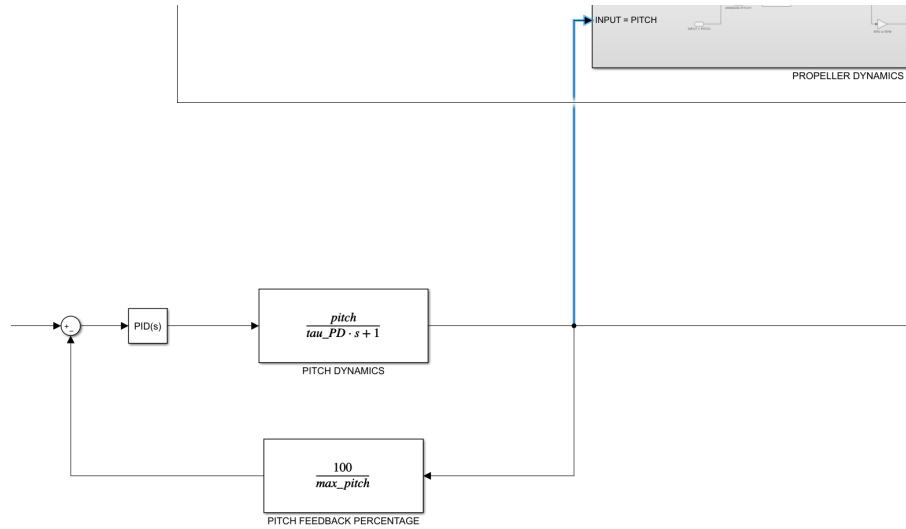 INPUT = PITCH
PROPELLER DYNAMICS
+
−
PID(s)
pitch
tau_PD · s + 1
PITCH DYNAMICS
100
max_pitch
PITCH FEEDBACK PERCENTAGE